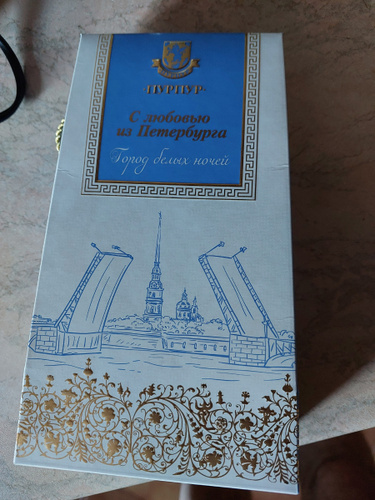 ПУРПУР
С любовью
из Петербурга
Город белых ночей